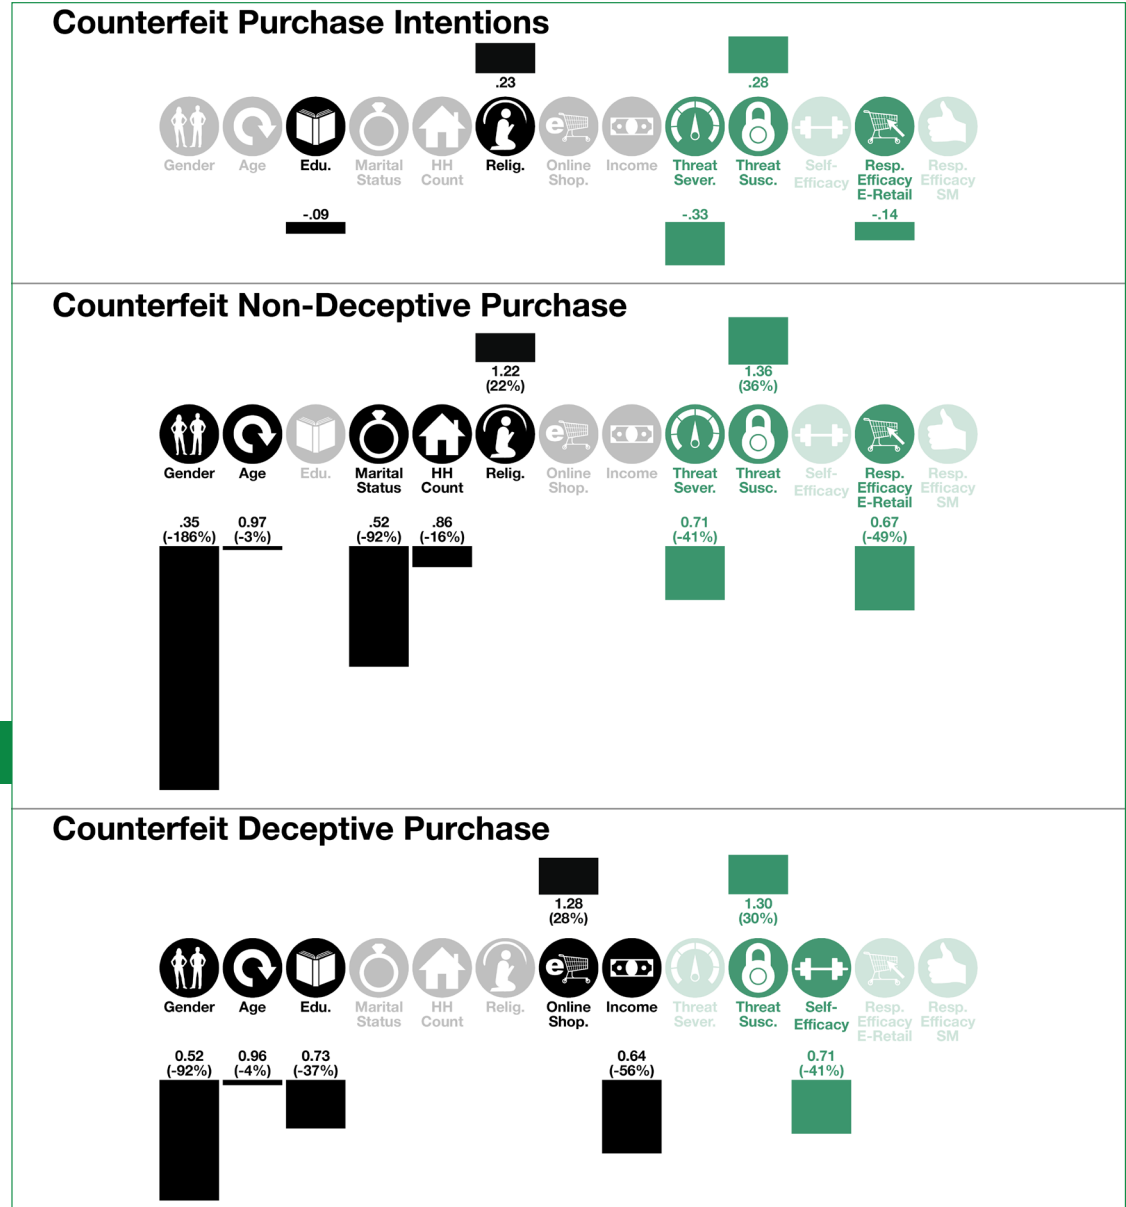 Counterfeit Purchase Intentions
.23 .28
Gender Age Edu. Marital Status HH Count Relig. Online Shop. Income Threat Sever. Threat Susc. Self-Efficacy Resp. Efficacy E-Retail Resp. Efficacy SM
-.09 -.33 -.14
Counterfeit Non-Deceptive Purchase
1.22 1.36
(22%) (36%)
Gender Age Edu. Marital Status HH Count Relig. e Online Shop. Income Threat Sever. Threat Susc. Self-Efficacy Resp. Efficacy E-Retail Resp. Efficacy SM
.35 0.97 .52 .86 0.71 0.67
(-186%) (-3%) (-92%) (-16%) (-41%) (-49%)
Counterfeit Deceptive Purchase
1.28 1.30
(28%) (30%)
Gender Age Edu. Marital Status HH Count Relig. e Online Shop. Income Threat Sever. Threat Susc. Self-Efficacy Resp. Efficacy E-Retail Resp. Efficacy SM
0.52 0.96 0.73 0.64 0.71
(-92%) (-4%) (-37%) (-56%) (-41%)